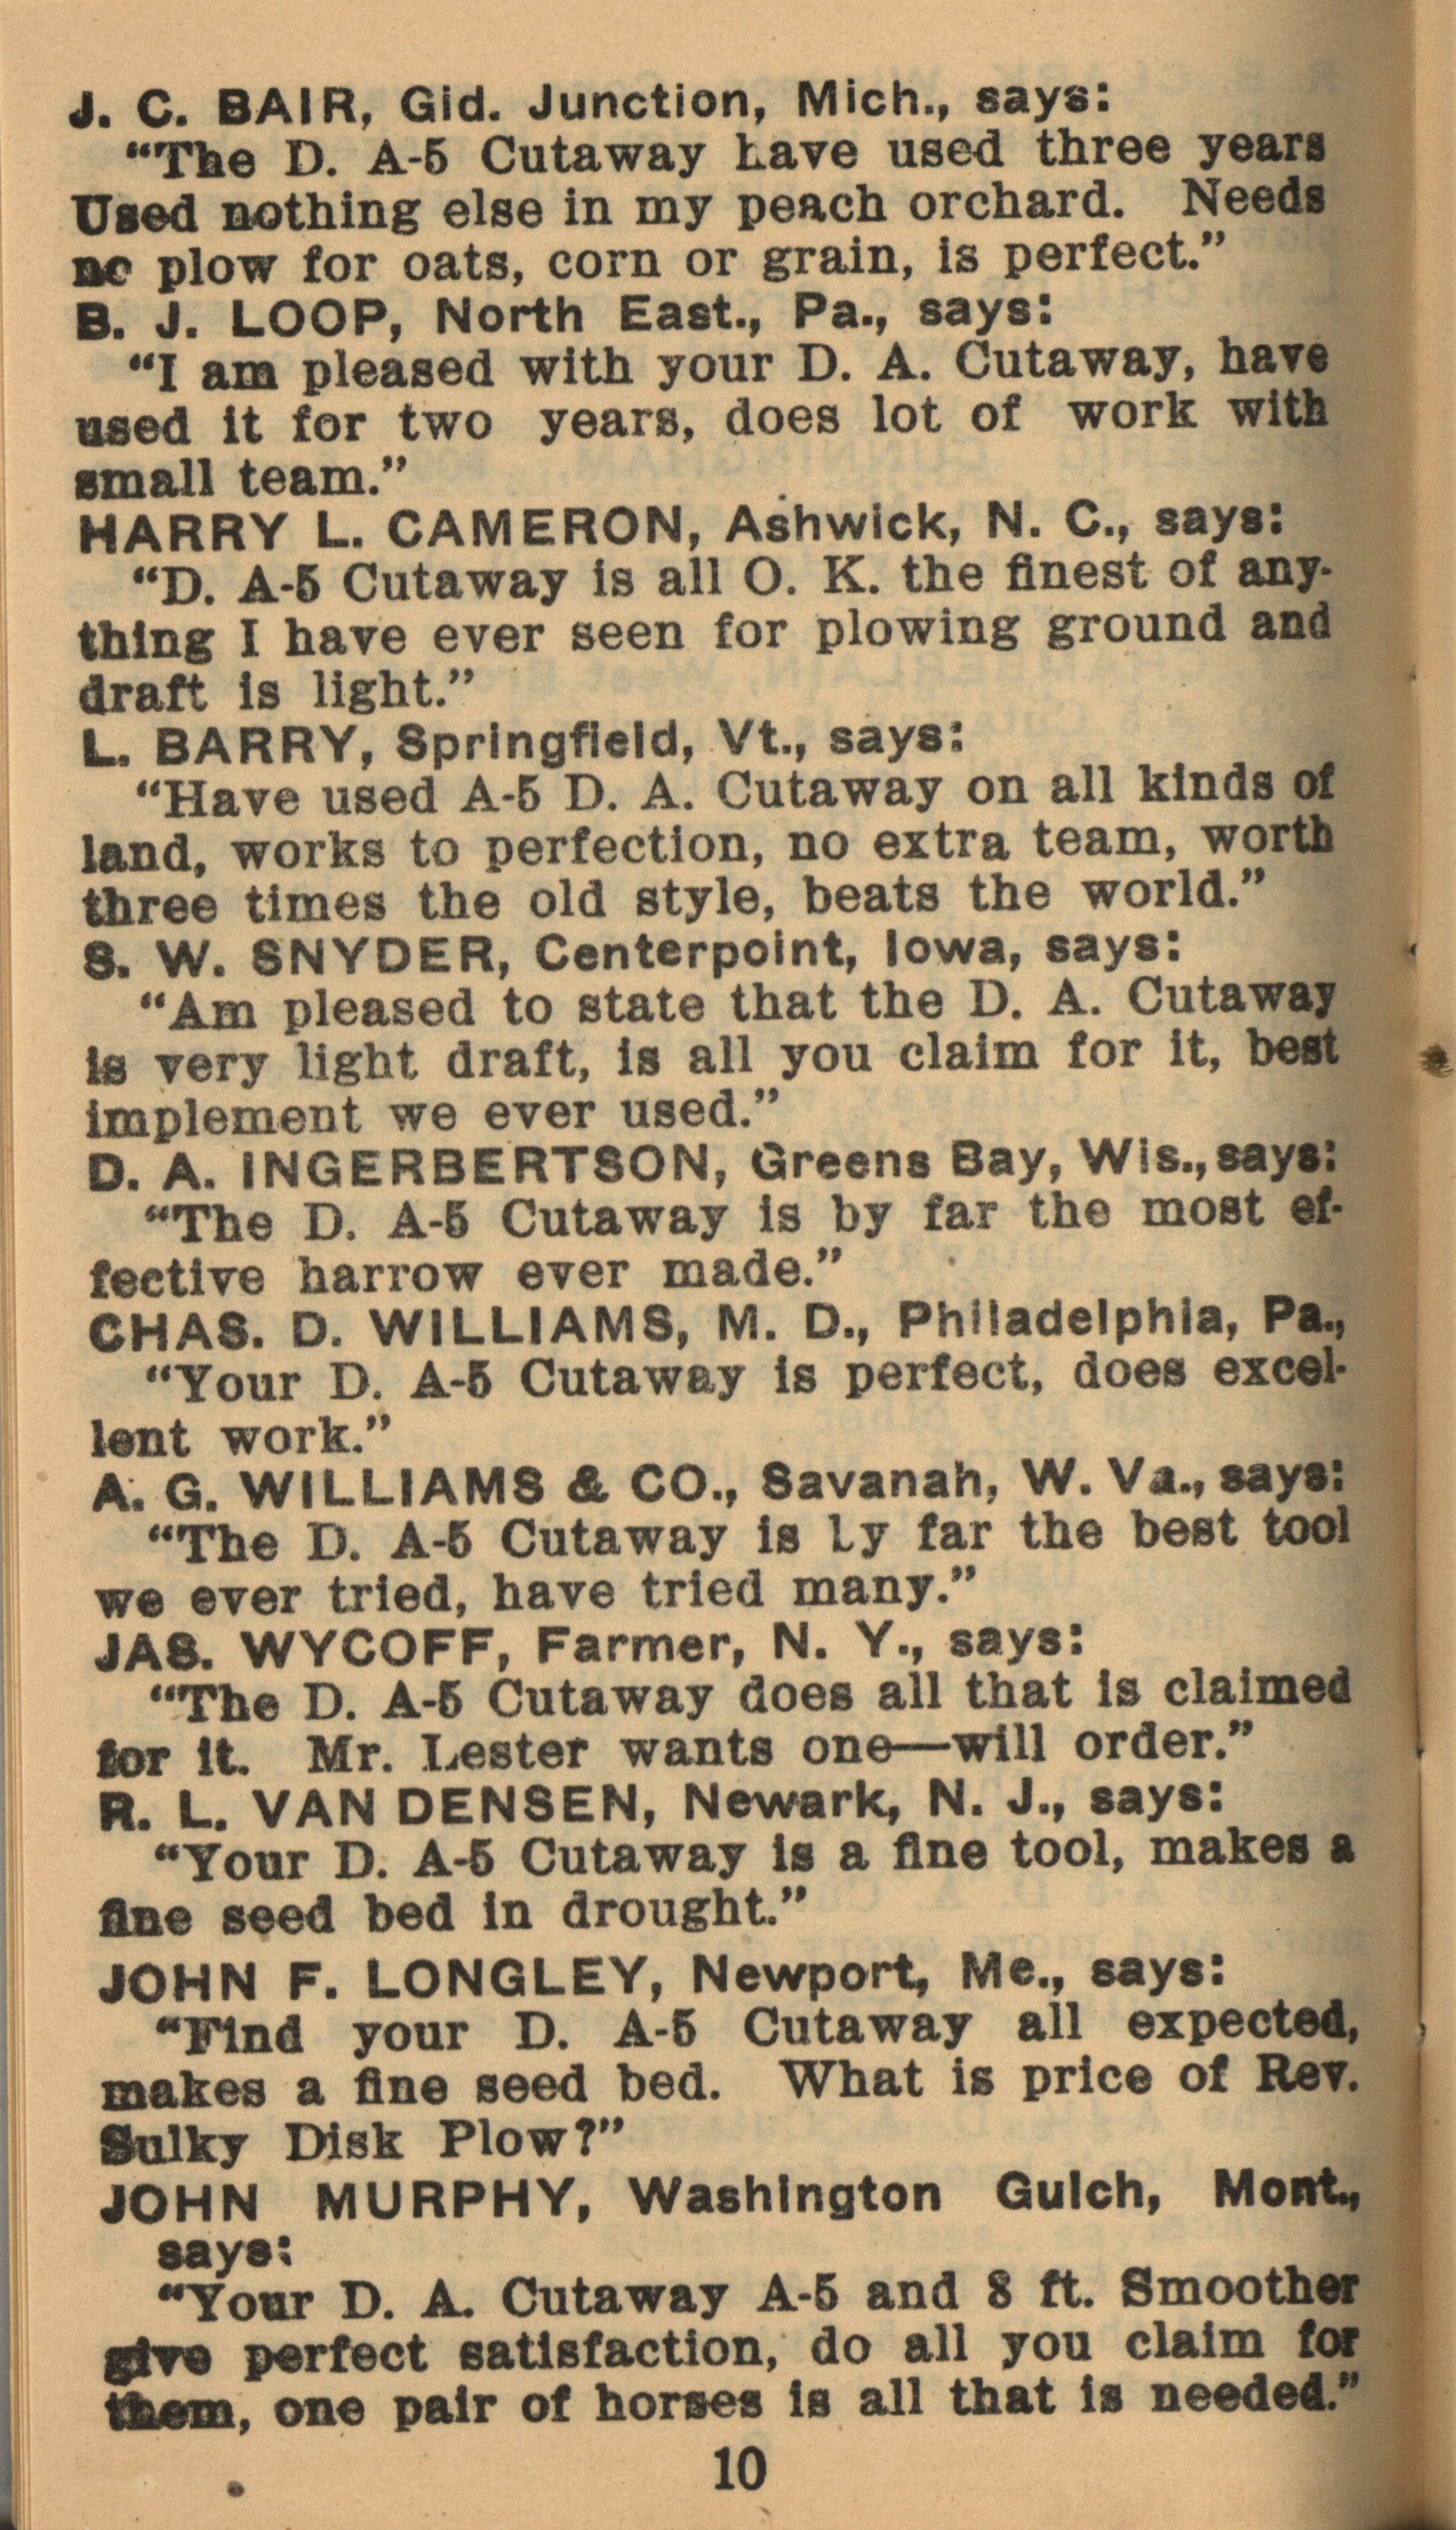 J. C. BAIR, Gid. Junction, Mich., says:
“The D. A-5 Cutaway have used three years
Used nothing else in my peach orchard. Needs
no plow for oats, corn or grain, is perfect.”
B. J. LOOP, North East., Pa., says:
“I am pleased with your D. A. Cutaway, have
used it for two years, does lot of work with
small team.”
HARRY L. CAMERON, Ashwick, N. C., says:
“D. A-5 Cutaway is all O. K. the finest of any-
thing I have ever seen for plowing ground and
draft is light.”
L. BARRY, Springfield, Vt., says:
“Have used A-5 D. A. Cutaway on all kinds of
land, works to perfection, no extra team, worth
three times the old style, beats the world.”
S. W. SNYDER, Centerpoint, Iowa, says:
“Am pleased to state that the D. A. Cutaway
is very light draft, is all you claim for it, best
implement we ever used.”
D. A. INGERBERTSON, Greens Bay, Wis., says:
“The D. A-5 Cutaway is by far the most ef-
fective harrow ever made.”
CHAS. D. WILLIAMS, M. D., Philadelphia, Pa.,
“Your D. A-5 Cutaway is perfect, does excel-
lent work.”
A. G. WILLIAMS & CO., Savanah, W. Va., says:
“The D. A-5 Cutaway is by far the best tool
we ever tried, have tried many.”
JAS. WYCOFF, Farmer, N. Y., says:
“The D. A-5 Cutaway does all that is claimed
for it. Mr. Lester wants one—will order.”
R. L. VAN DENSEN, Newark, N. J., says:
“Your D. A-5 Cutaway is a fine tool, makes a
fine seed bed in drought.”
JOHN F. LONGLEY, Newport, Me., says:
“Find your D. A-5 Cutaway all expected,
makes a fine seed bed. What is price of Rev.
Sulky Disk Plow?”
JOHN MURPHY, Washington Gulch, Mont.,
says:
“Your D. A. Cutaway A-5 and 8 ft. Smoother
give perfect satisfaction, do all you claim for
them, one pair of horses is all that is needed.”
10